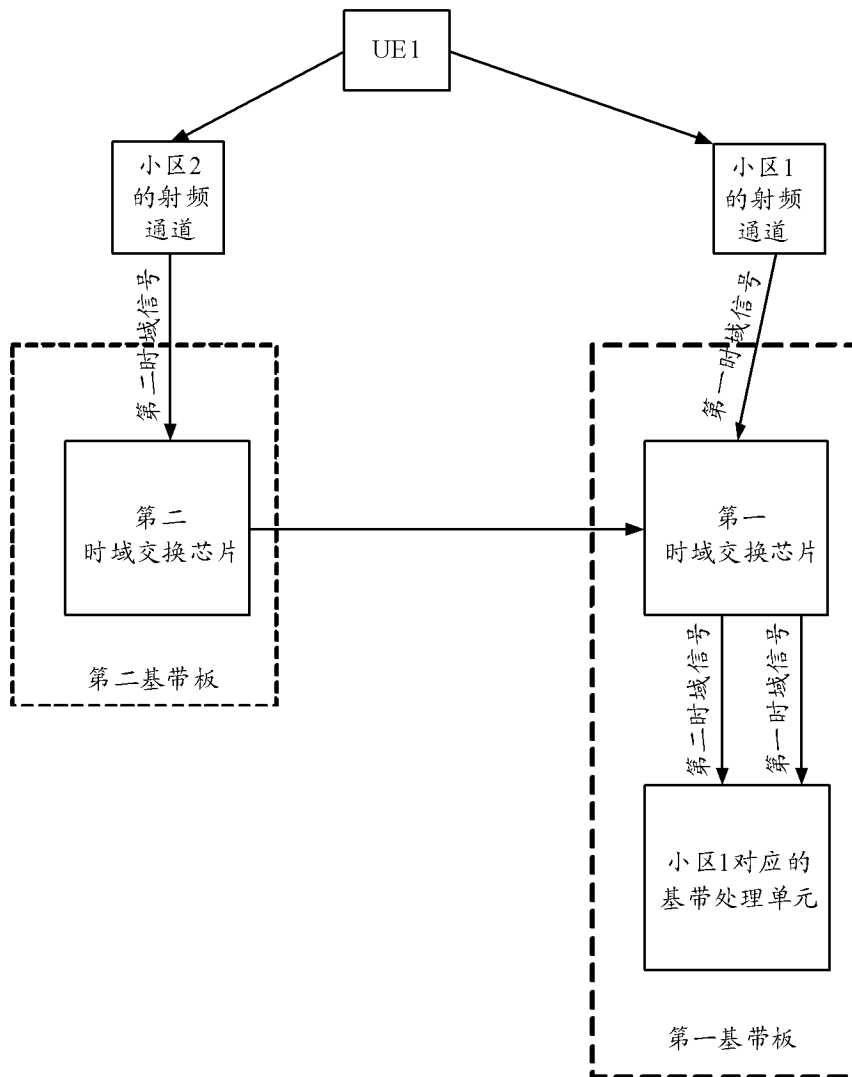 UE1
小区2
的射频
通道
小区1
的射频
通道
第二时域信号
第一时域信号
第二
时域交换芯片
第一
时域交换芯片
第二基带板
第二时域信号
第一时域信号
小区1对应的
基带处理单元
第一基带板